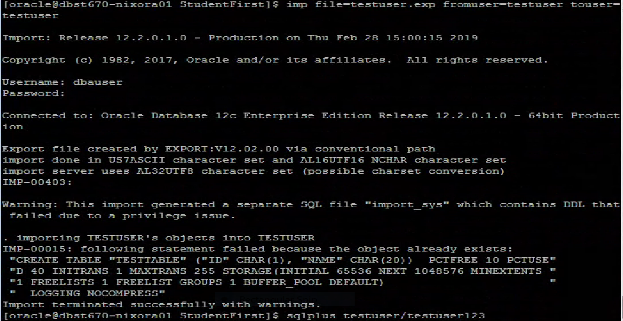 [oracle@dbst670-nixora01 StudentFirst]$ imp file=testuser.exp fromuser=testuser touser=
testuser
Import: Release 12.2.0.1.0 - Production on Thu Feb 28 15:00:15 2019
Copyright (c) 1982, 2017, Oracle and/or its affiliates.  All rights reserved.
Username: dbauser
Password:
Connected to: Oracle Database 12c Enterprise Edition Release 12.2.0.1.0 - 64bit Product
ion
Export file created by EXPORT:V12.02.00 via conventional path
import done in US7ASCII character set and AL16UTF16 NCHAR character set
import server uses AL32UTF8 character set (possible charset conversion)
IMP-00403:
Warning: This import generated a separate SQL file "import_sys" which contains DDL that
 failed due to a privilege issue.
. importing TESTUSER's objects into TESTUSER
IMP-00015: following statement failed because the object already exists:
 "CREATE TABLE "TESTTABLE" ("ID" CHAR(1), "NAME" CHAR(20))  PCTFREE 10 PCTUSE"
 "D 40 INITRANS 1 MAXTRANS 255 STORAGE(INITIAL 65536 NEXT 1048576 MINEXTENTS "
 "1 FREELISTS 1 FREELIST GROUPS 1 BUFFER_POOL DEFAULT)                       "
 "  LOGGING NOCOMPRESS"
Import terminated successfully with warnings.
[oracle@dbst670-nixora01 StudentFirst]$ sqlplus testuser/testuser123